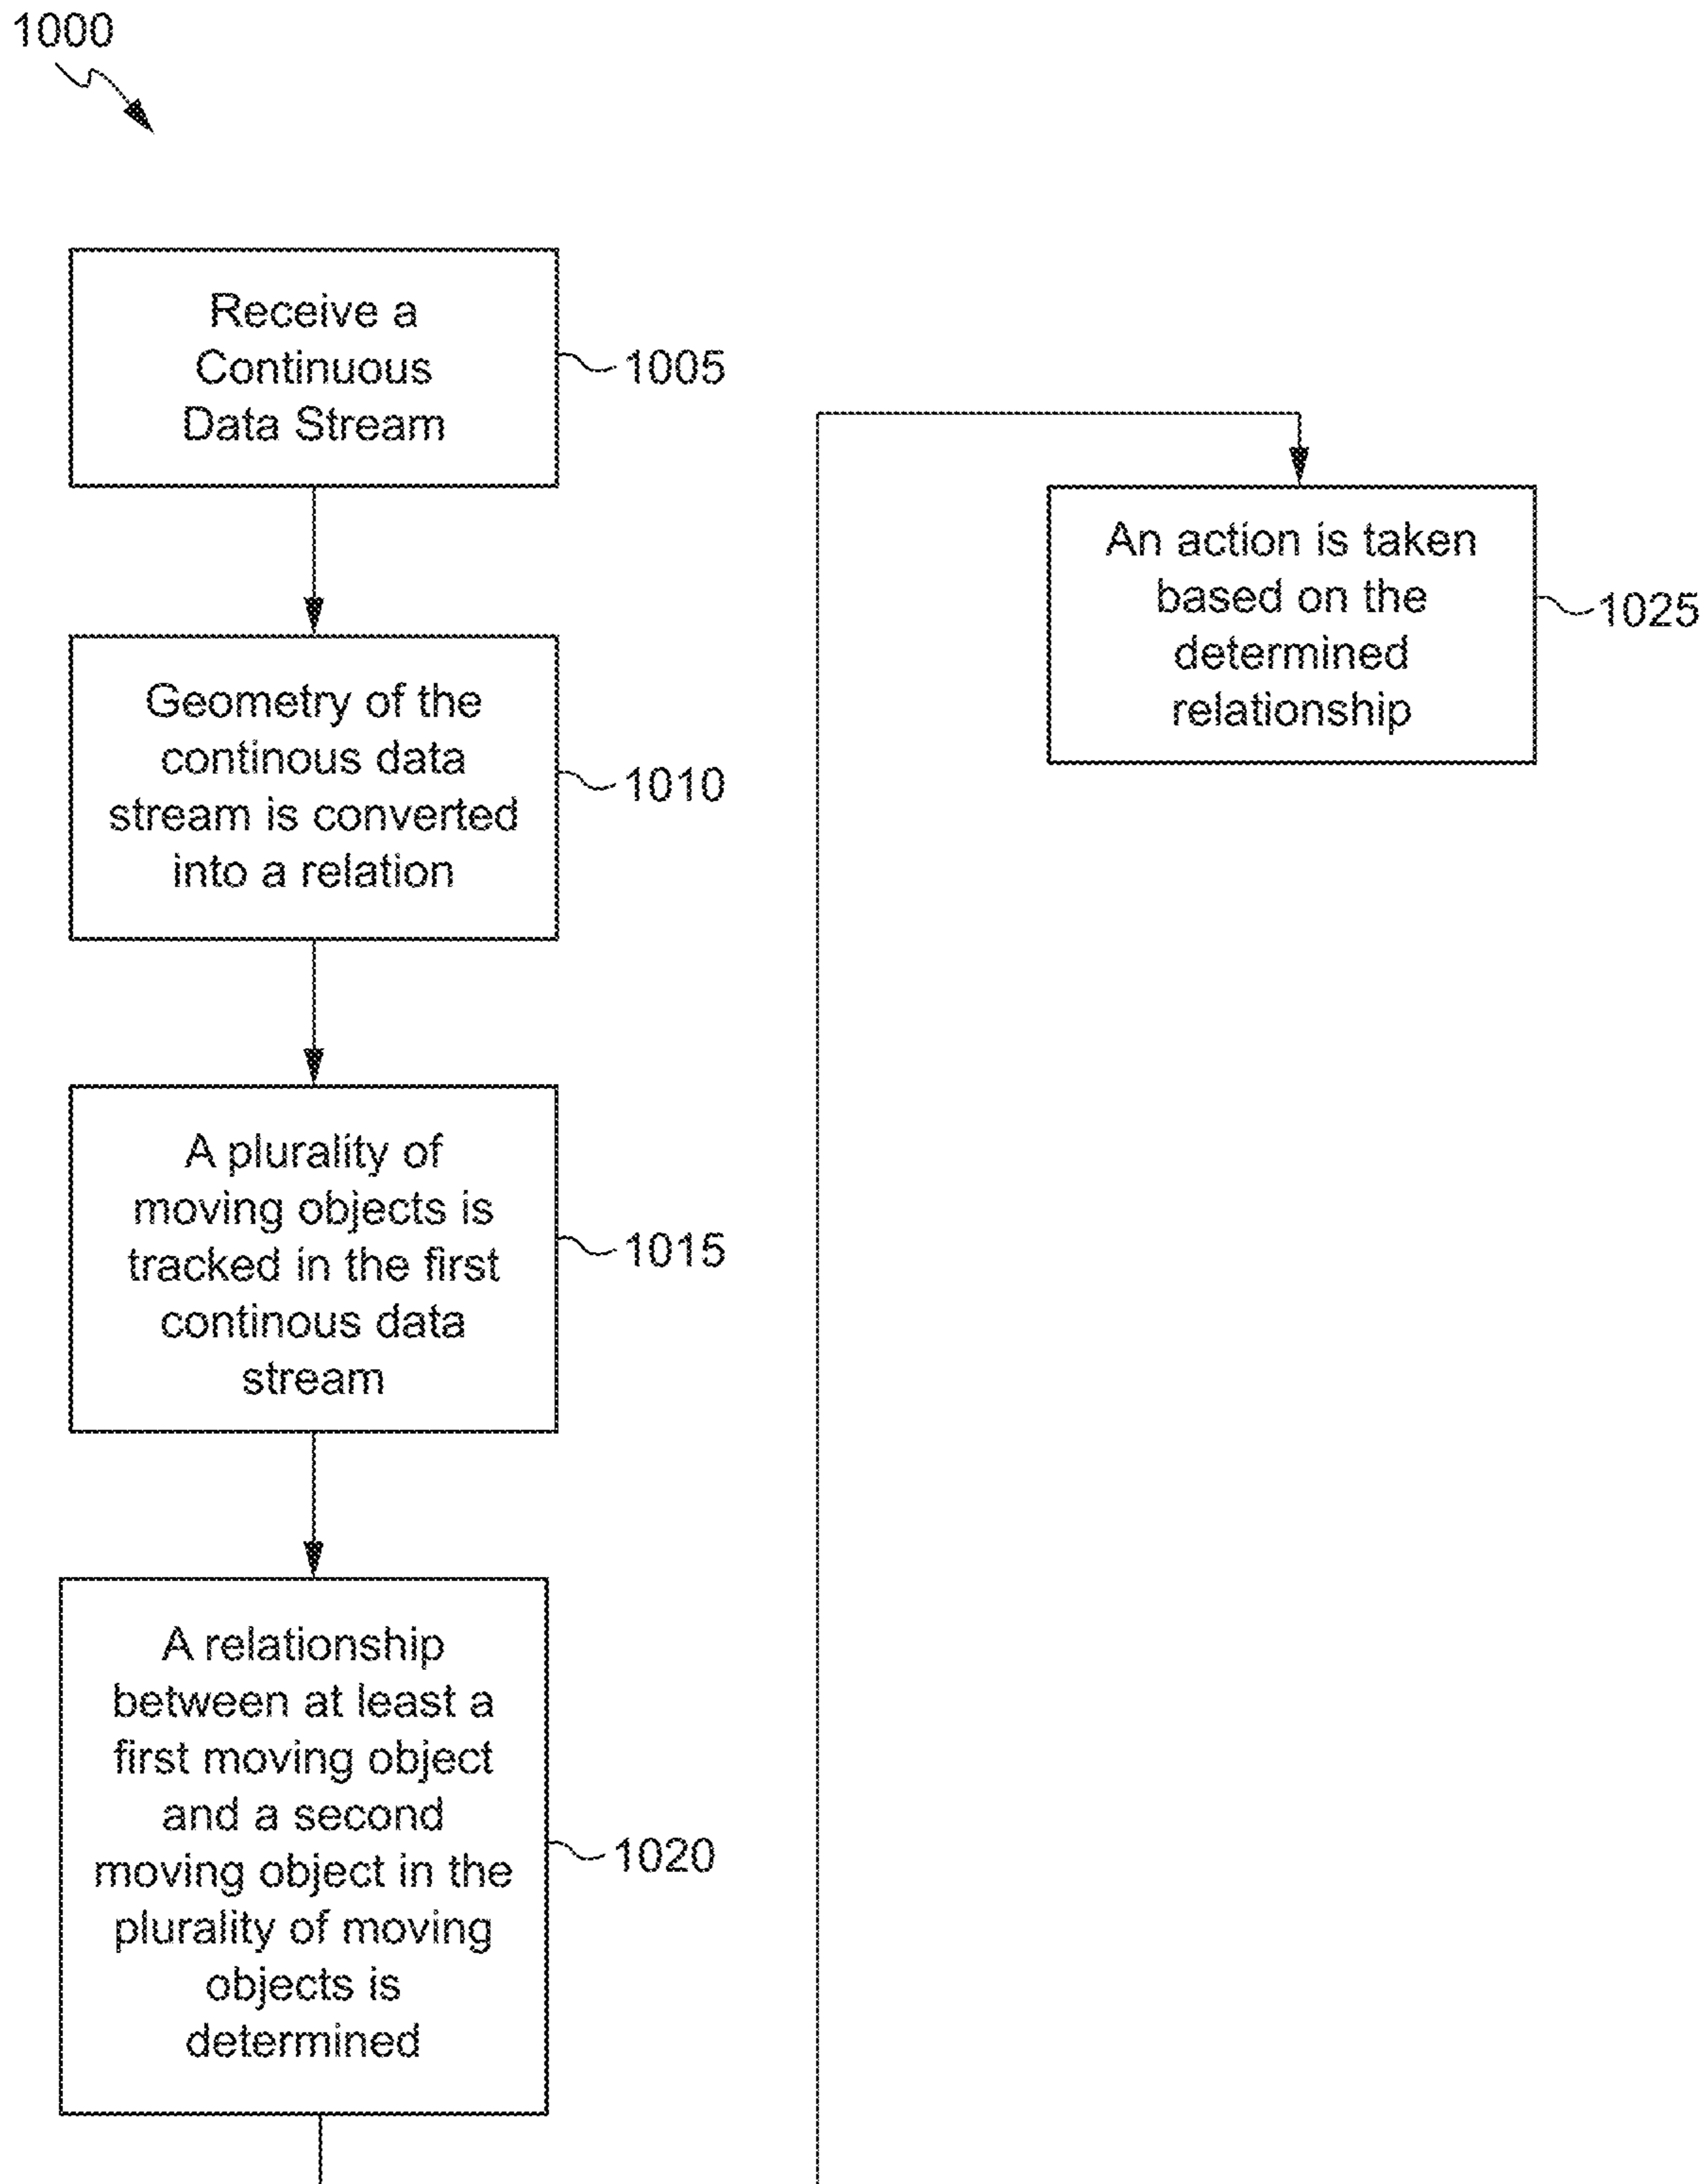 1000
Receive a
Continuous
Data Stream
1005
Geometry of the
continous data
stream is converted
into a relation
1010
A plurality of
moving objects is
tracked in the first
continous data
stream
1015
A relationship
between at least a
first moving object
and a second
moving object in the
plurality of moving
objects is
determined
1020
An action is taken
based on the
determined
relationship
1025